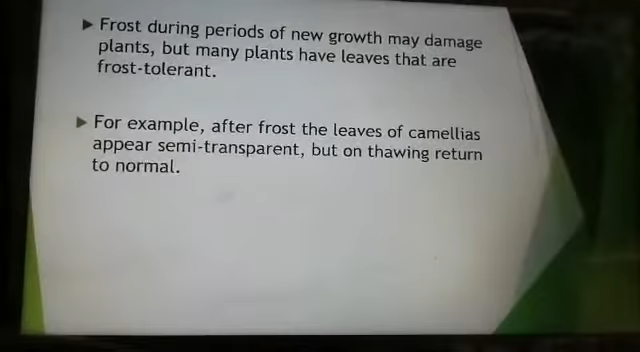 ▶ Frost during periods of new growth may damage
plants, but many plants have leaves that are
frost-tolerant.
▶ For example, after frost the leaves of camellias
appear semi-transparent, but on thawing return
to normal.